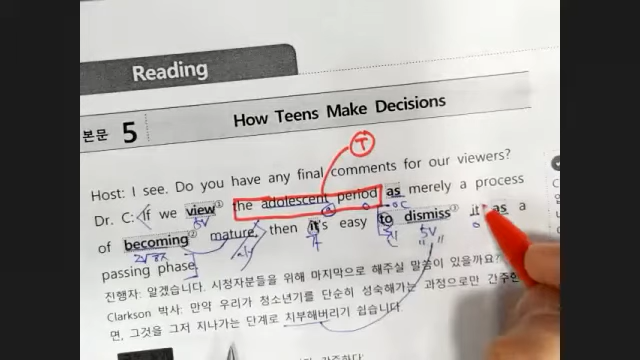 Reading
본문 5
How Teens Make Decisions
Host: I see. Do you have any final comments for our viewers?
Dr. C: If we view the adolescent period as merely a process
of becoming mature, then it's easy to dismiss it as a
passing phase.
진행자: 알겠습니다. 시청자분들을 위해 마지막으로 해주실 말씀이 있을까요?
Clarkson 박사: 만약 우리가 청소년기를 단순히 성숙해가는 과정으로만 간주한
면, 그것을 그저 지나가는 단계로 치부해버리기 쉽습니다.